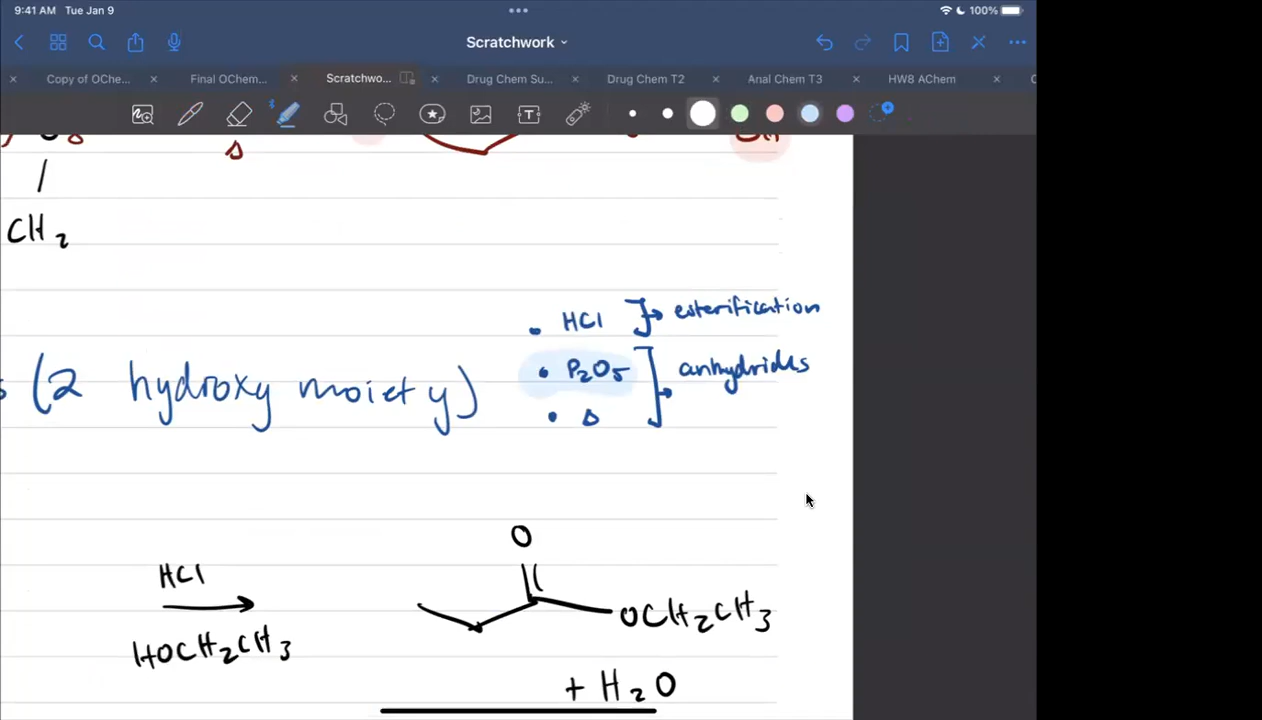 9:41 AM Tue Jan 9
100%
Scratchwork
Copy of OChe...
Final OChem...
Scratchwo...
Drug Chem Su...
Drug Chem T2
Anal Chem T3
HW8 AChem
CH2
(2 hydroxy moiety)
• HCl → esterification
• P2O5 → anhydrides
• Δ
O
HCl
HOCH2CH3
OCH2CH3
+ H2O